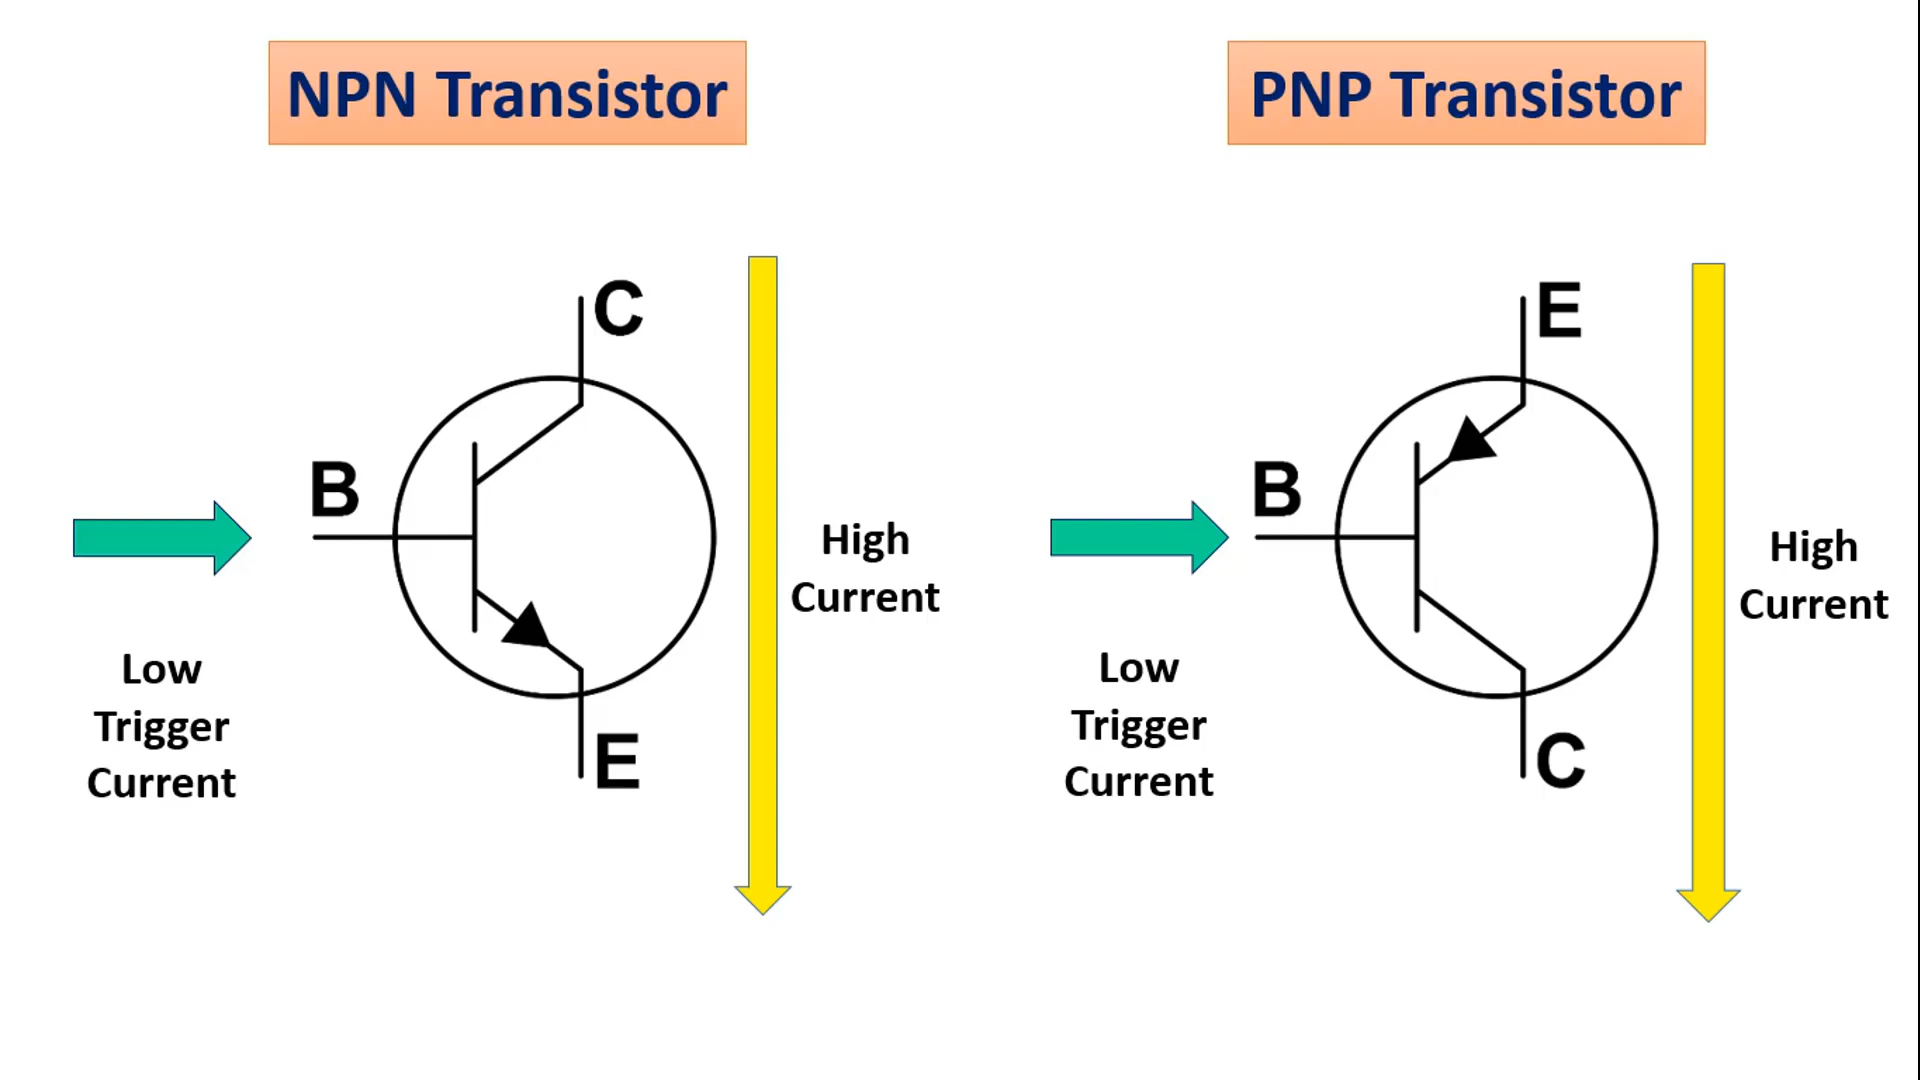 NPN Transistor
PNP Transistor
C
B
E
High
Current
Low
Trigger
Current
E
B
C
High
Current
Low
Trigger
Current